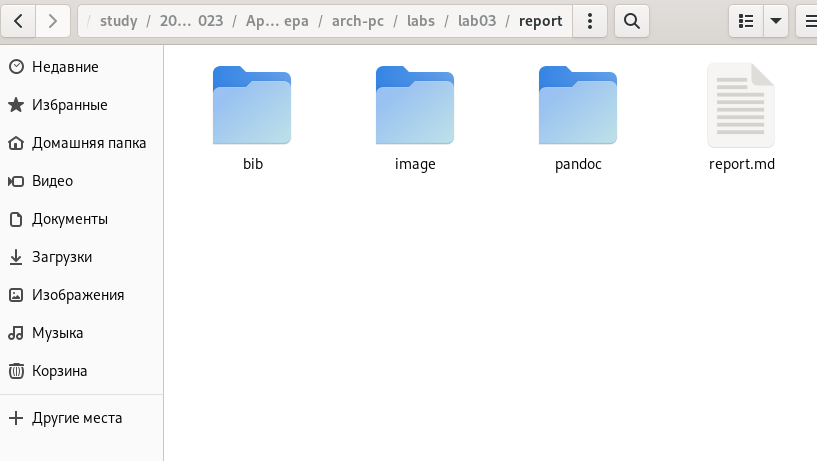 / study / 20… 023 / Ap… ера / arch-pc / labs / lab03 / report
Недавние
Избранные
Домашняя папка
Видео
Документы
Загрузки
Изображения
Музыка
Корзина
Другие места
bib
image
pandoc
report.md